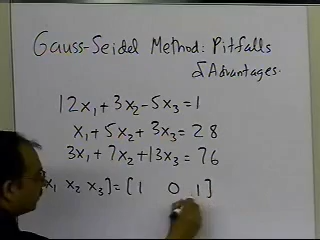 Gauss-Seidel Method: Pitfalls
& Advantages.
12x₁+3x₂-5x₃=1
x₁+5x₂+3x₃=28
3x₁+7x₂+13x₃=76
x₁ x₂ x₃]=[1 0 1]